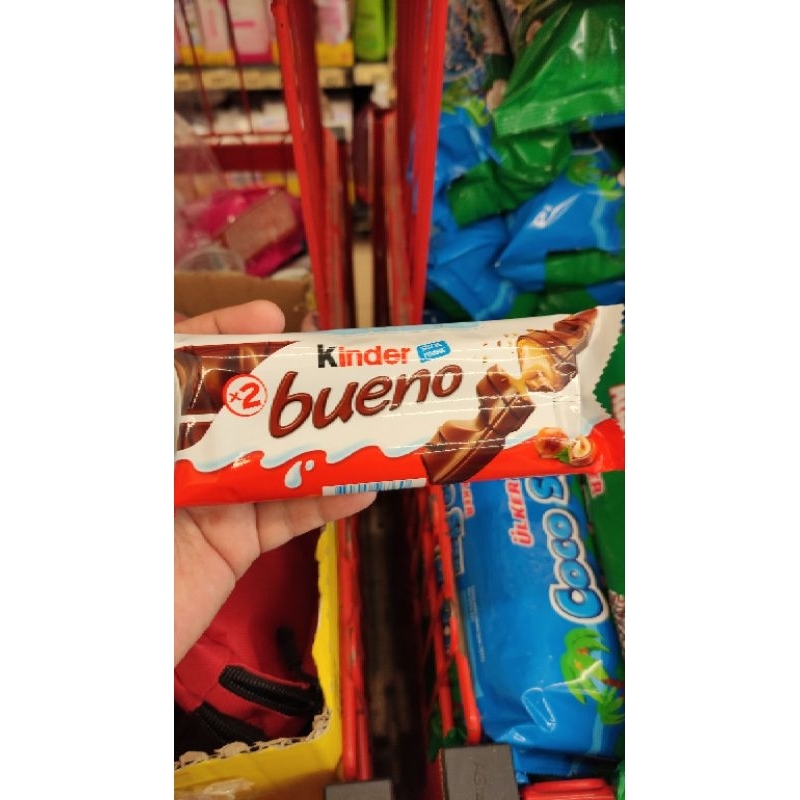 Kinder
bueno
x2
ÜLKER
Coco S